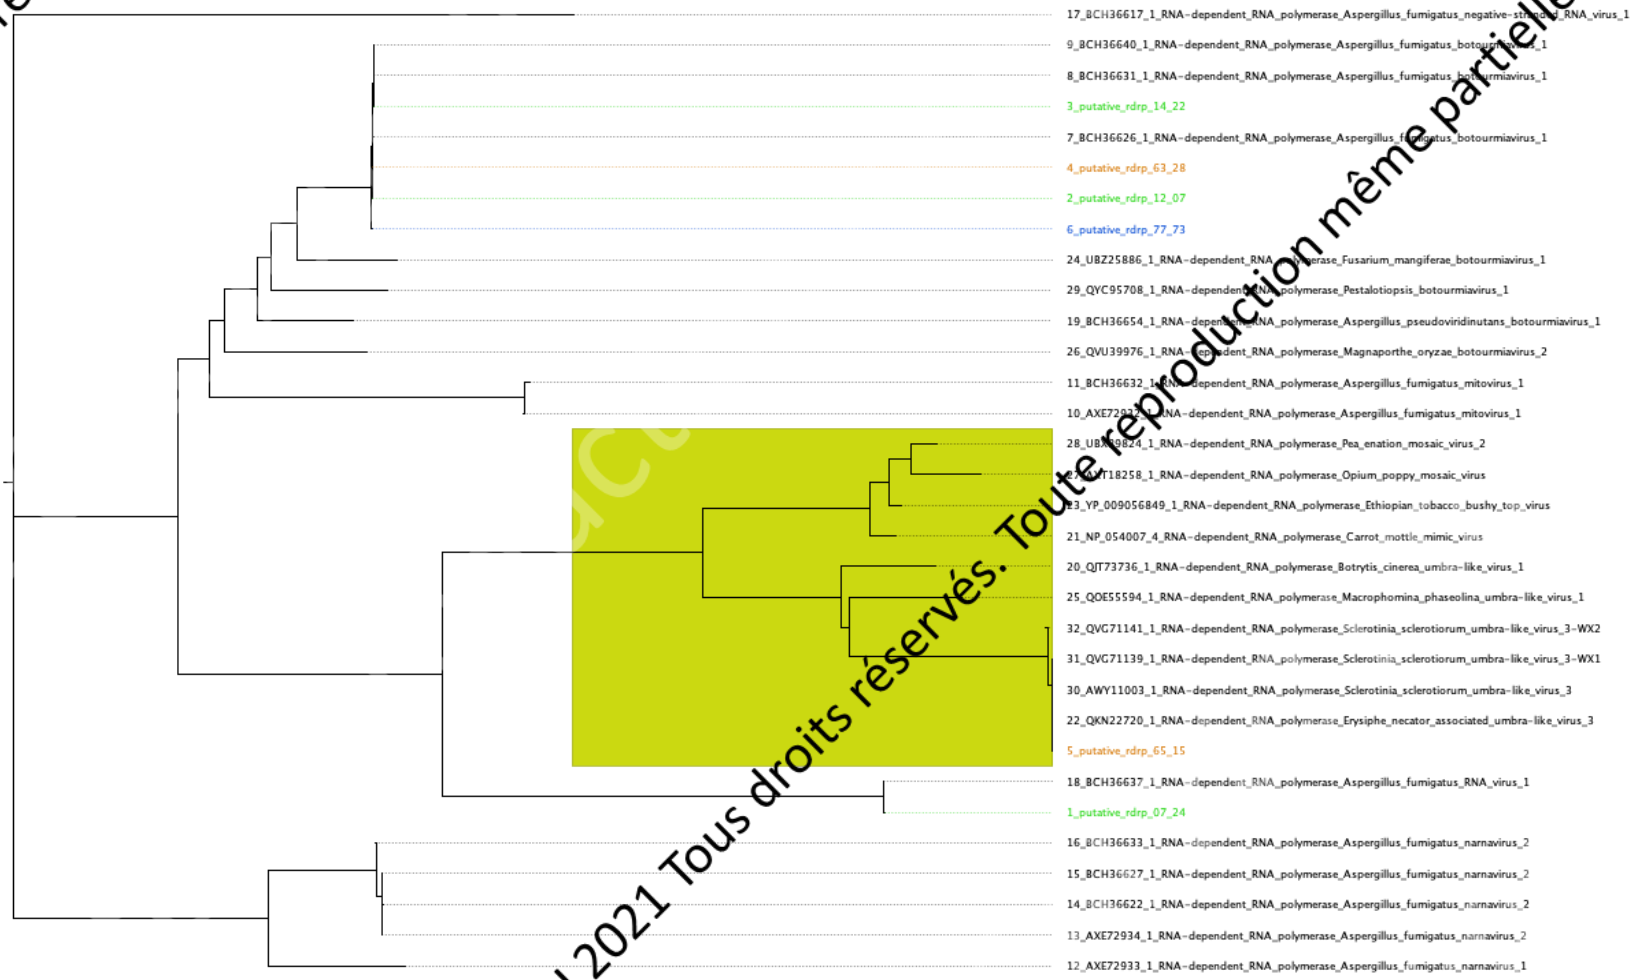 17_BCH36617_1_RNA-dependent_RNA_polymerase_Aspergillus_fumigatus_negative-stranded_RNA_virus_1
9_BCH36640_1_RNA-dependent_RNA_polymerase_Aspergillus_fumigatus_botourmiavirus_1
8_BCH36631_1_RNA-dependent_RNA_polymerase_Aspergillus_fumigatus_botourmiavirus_1
3_putative_rdrp_14_22
7_BCH36626_1_RNA-dependent_RNA_polymerase_Aspergillus_fumigatus_botourmiavirus_1
4_putative_rdrp_63_28
2_putative_rdrp_12_07
6_putative_rdrp_77_73
24_UBZ25886_1_RNA-dependent_RNA_polymerase_Fusarium_mangiferae_botourmiavirus_1
29_QYC95708_1_RNA-dependent_RNA_polymerase_Pestalotiopsis_botourmiavirus_1
19_BCH36654_1_RNA-dependent_RNA_polymerase_Aspergillus_pseudoviridinutans_botourmiavirus_1
26_QVU39976_1_RNA-dependent_RNA_polymerase_Magnaporthe_oryzae_botourmiavirus_2
11_BCH36632_1_RNA-dependent_RNA_polymerase_Aspergillus_fumigatus_mitovirus_1
10_AXE72932_1_RNA-dependent_RNA_polymerase_Aspergillus_fumigatus_mitovirus_1
28_UBX89824_1_RNA-dependent_RNA_polymerase_Pea_enation_mosaic_virus_2
27_AXT18258_1_RNA-dependent_RNA_polymerase_Opium_poppy_mosaic_virus
23_YP_009056849_1_RNA-dependent_RNA_polymerase_Ethiopian_tobacco_bushy_top_virus
21_NP_054007_4_RNA-dependent_RNA_polymerase_Carrot_mottle_mimic_virus
20_QJT73736_1_RNA-dependent_RNA_polymerase_Botrytis_cinerea_umbra-like_virus_1
25_QOE55594_1_RNA-dependent_RNA_polymerase_Macrophomina_phaseolina_umbra-like_virus_1
32_QVG71141_1_RNA-dependent_RNA_polymerase_Sclerotinia_sclerotiorum_umbra-like_virus_3-WX2
31_QVG71139_1_RNA-dependent_RNA_polymerase_Sclerotinia_sclerotiorum_umbra-like_virus_3-WX1
30_AWY11003_1_RNA-dependent_RNA_polymerase_Sclerotinia_sclerotiorum_umbra-like_virus_3
22_QKN22720_1_RNA-dependent_RNA_polymerase_Erysiphe_necator_associated_umbra-like_virus_3
5_putative_rdrp_65_15
18_BCH36637_1_RNA-dependent_RNA_polymerase_Aspergillus_fumigatus_RNA_virus_1
1_putative_rdrp_07_24
16_BCH36633_1_RNA-dependent_RNA_polymerase_Aspergillus_fumigatus_narnavirus_2
15_BCH36627_1_RNA-dependent_RNA_polymerase_Aspergillus_fumigatus_narnavirus_2
14_BCH36622_1_RNA-dependent_RNA_polymerase_Aspergillus_fumigatus_narnavirus_2
13_AXE72934_1_RNA-dependent_RNA_polymerase_Aspergillus_fumigatus_narnavirus_2
12_AXE72933_1_RNA-dependent_RNA_polymerase_Aspergillus_fumigatus_narnavirus_1
2021 Tous droits réservés. Toute reproduction même partielle